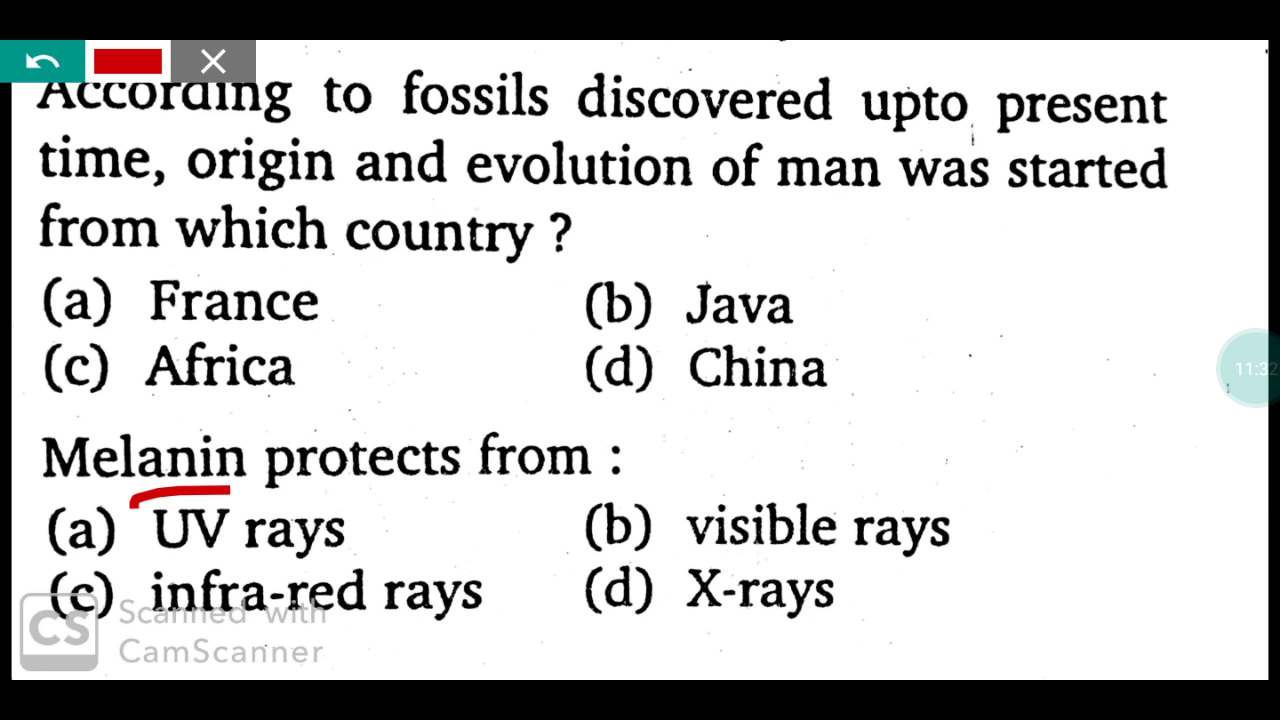 According to fossils discovered upto present
time, origin and evolution of man was started
from which country ?
(a) France (b) Java
(c) Africa (d) China
11:32
Melanin protects from :
(a) UV rays (b) visible rays
(c) infra-red rays (d) X-rays
CS Scanned with
CamScanner